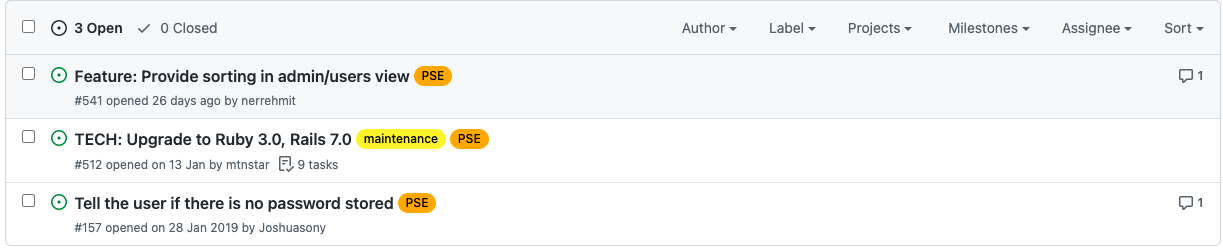 3 Open 0 Closed Author Label Projects Milestones Assignee Sort
Feature: Provide sorting in admin/users view PSE 1
#541 opened 26 days ago by nerrehmit
TECH: Upgrade to Ruby 3.0, Rails 7.0 maintenance PSE
#512 opened on 13 Jan by mtnstar 9 tasks
Tell the user if there is no password stored PSE 1
#157 opened on 28 Jan 2019 by Joshuasony